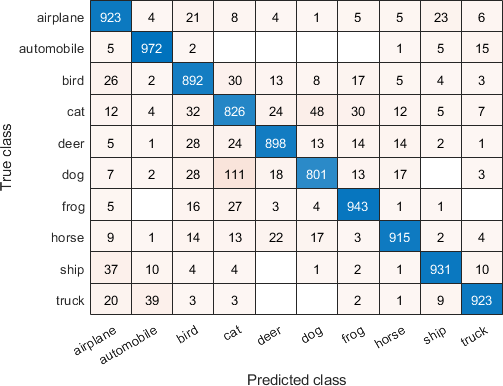 airplane 923 4 21 8 4 1 5 5 23 6
automobile 5 972 2 1 5 15
bird 26 2 892 30 13 8 17 5 4 3
cat 12 4 32 826 24 48 30 12 5 7
deer 5 1 28 24 898 13 14 14 2 1
dog 7 2 28 111 18 801 13 17 3
frog 5 16 27 3 4 943 1 1
horse 9 1 14 13 22 17 3 915 2 4
ship 37 10 4 4 1 2 1 931 10
truck 20 39 3 3 2 1 9 923
True class
airplane automobile bird cat deer dog frog horse ship truck
Predicted class